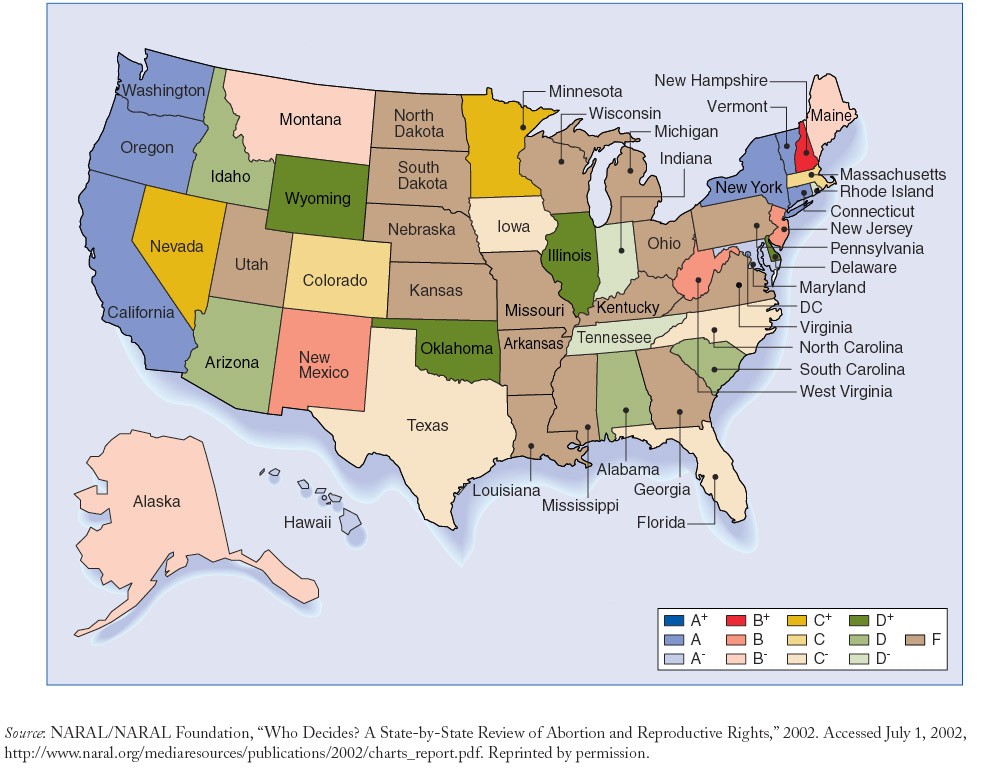 Washington
Oregon
California
Nevada
Idaho
Montana
Wyoming
Utah
Colorado
Arizona
New
Mexico
North
Dakota
South
Dakota
Nebraska
Kansas
Oklahoma
Texas
Minnesota
Iowa
Missouri
Arkansas
Louisiana
Wisconsin
Illinois
Michigan
Indiana
Ohio
Kentucky
Tennessee
Mississippi
Alabama
Georgia
Florida
New Hampshire
Vermont
Maine
New York
Massachusetts
Rhode Island
Connecticut
New Jersey
Pennsylvania
Delaware
Maryland
DC
Virginia
North Carolina
South Carolina
West Virginia
Alaska
Hawaii
A+ B+ C+ D+
A B C D F
A- B- C- D-
Source: NARAL/NARAL Foundation, “Who Decides? A State-by-State Review of Abortion and Reproductive Rights,” 2002. Accessed July 1, 2002,
http://www.naral.org/mediaresources/publications/2002/charts_report.pdf. Reprinted by permission.